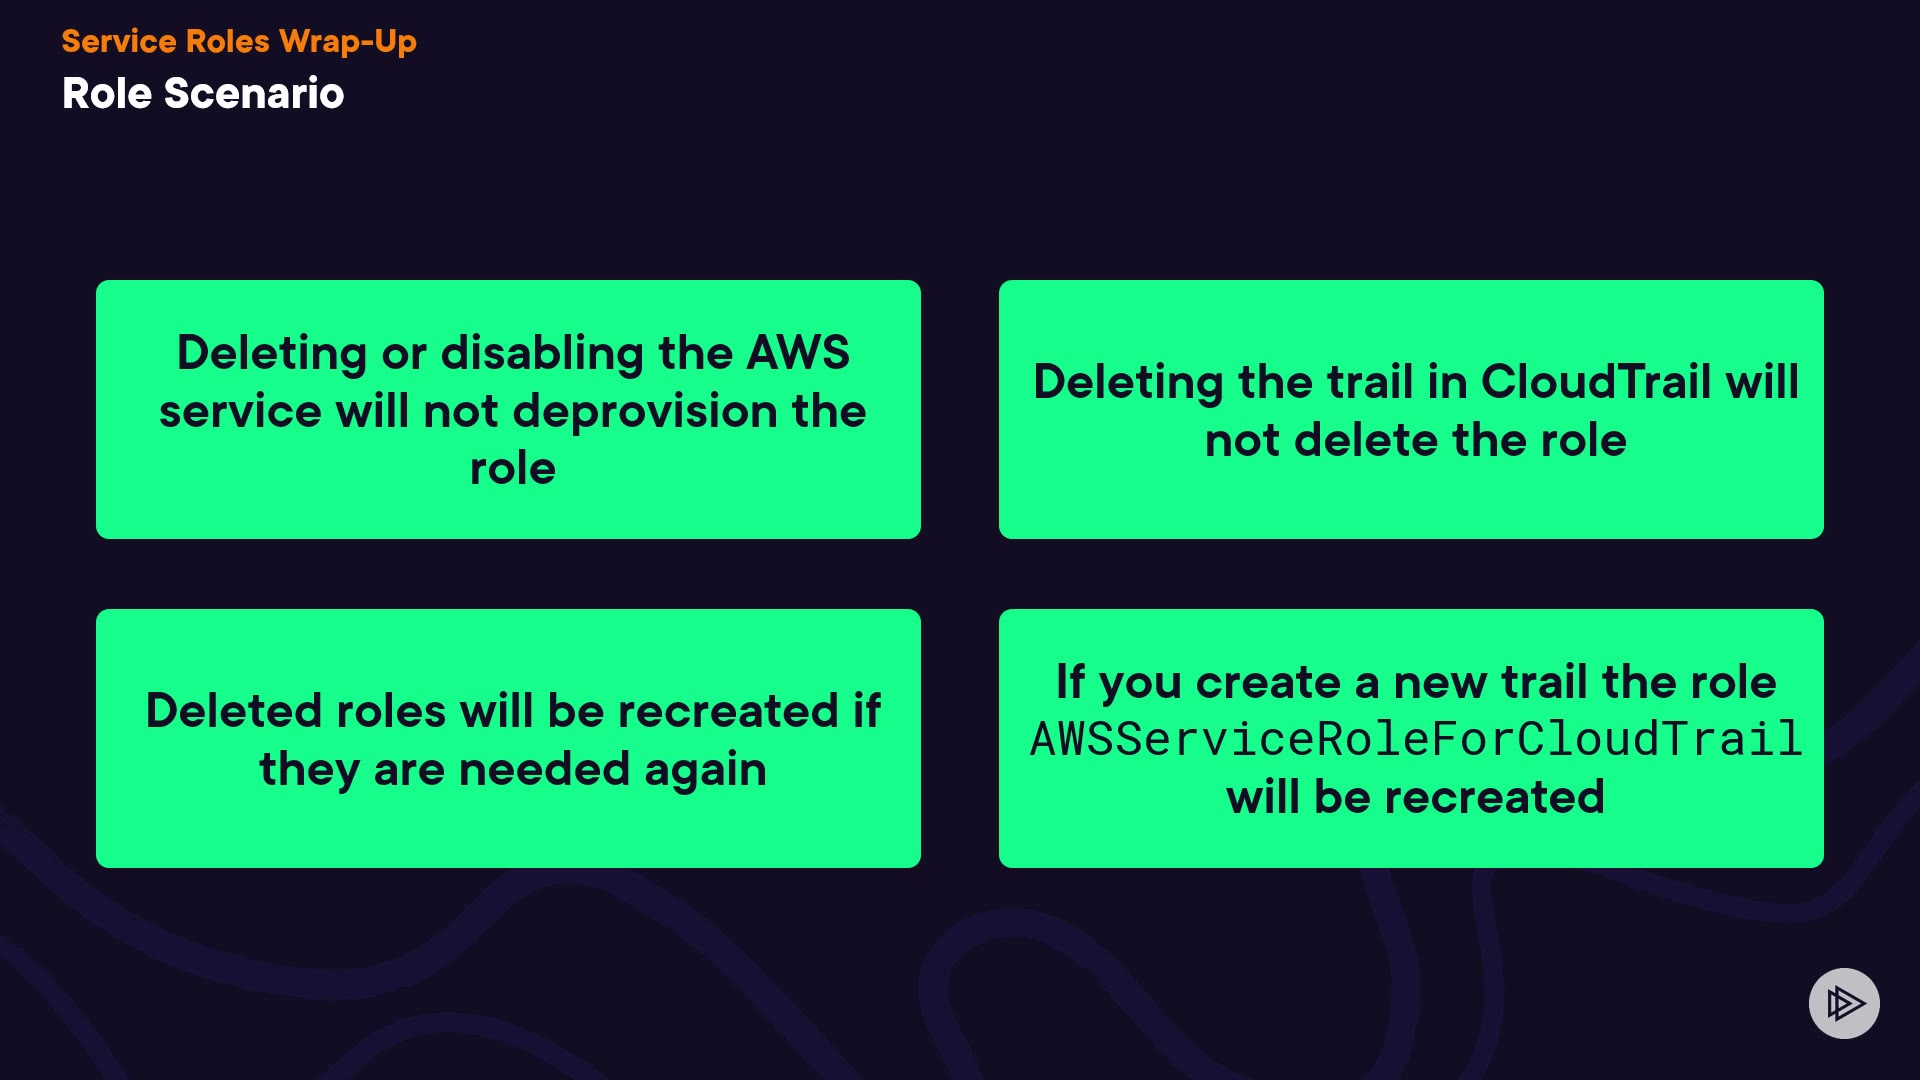 Service Roles Wrap-Up
Role Scenario
Deleting or disabling the AWS
service will not deprovision the
role
Deleting the trail in CloudTrail will
not delete the role
Deleted roles will be recreated if
they are needed again
If you create a new trail the role
AWSServiceRoleForCloudTrail
will be recreated